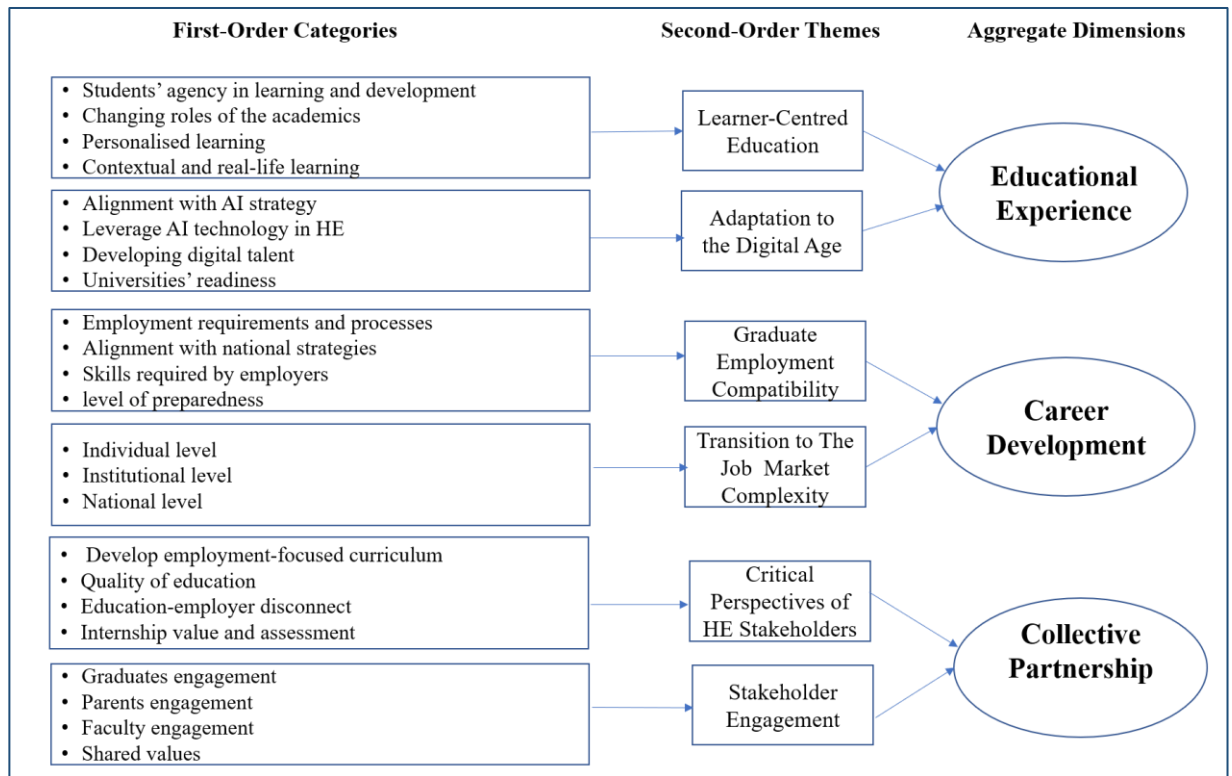 First-Order Categories
Second-Order Themes
Aggregate Dimensions
• Students’ agency in learning and development
• Changing roles of the academics
• Personalised learning
• Contextual and real-life learning
Learner-Centred
Education
• Alignment with AI strategy
• Leverage AI technology in HE
• Developing digital talent
• Universities’ readiness
Adaptation to
the Digital Age
Educational
Experience
• Employment requirements and processes
• Alignment with national strategies
• Skills required by employers
• level of preparedness
Graduate
Employment
Compatibility
• Individual level
• Institutional level
• National level
Transition to The
Job Market
Complexity
Career
Development
• Develop employment-focused curriculum
• Quality of education
• Education-employer disconnect
• Internship value and assessment
Critical
Perspectives of
HE Stakeholders
• Graduates engagement
• Parents engagement
• Faculty engagement
• Shared values
Stakeholder
Engagement
Collective
Partnership